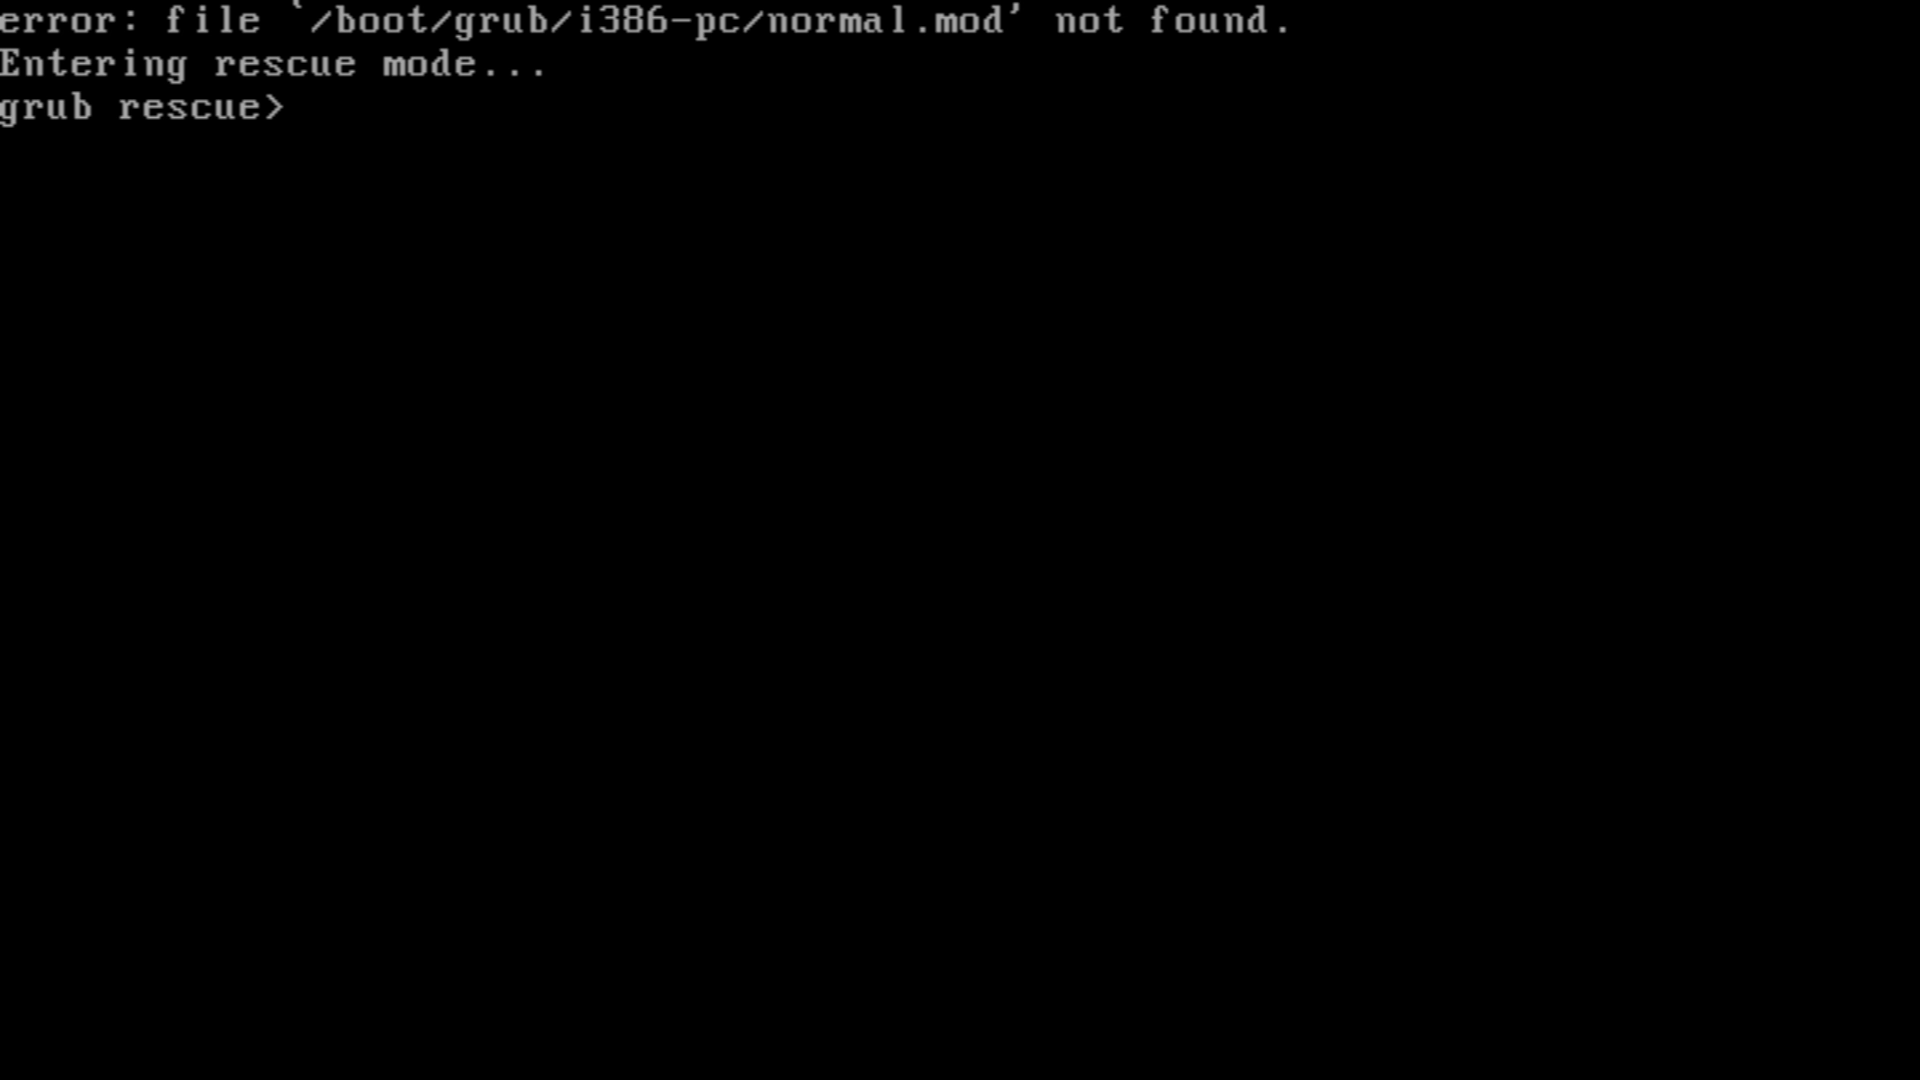 error: file `/boot/grub/i386-pc/normal.mod' not found.
Entering rescue mode...
grub rescue>